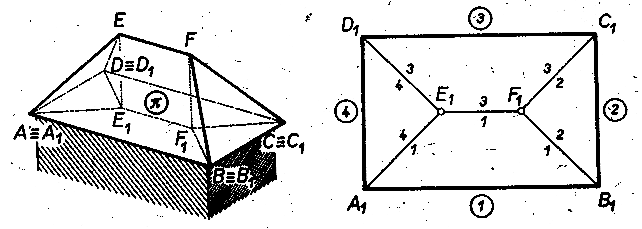 E
F
D≡D₁
π
E₁
F₁
A≡A₁
C≡C₁
B≡B₁
③
D₁
C₁
3
4
3
2
E₁
3
1
F₁
④
②
4
1
2
1
A₁
①
B₁